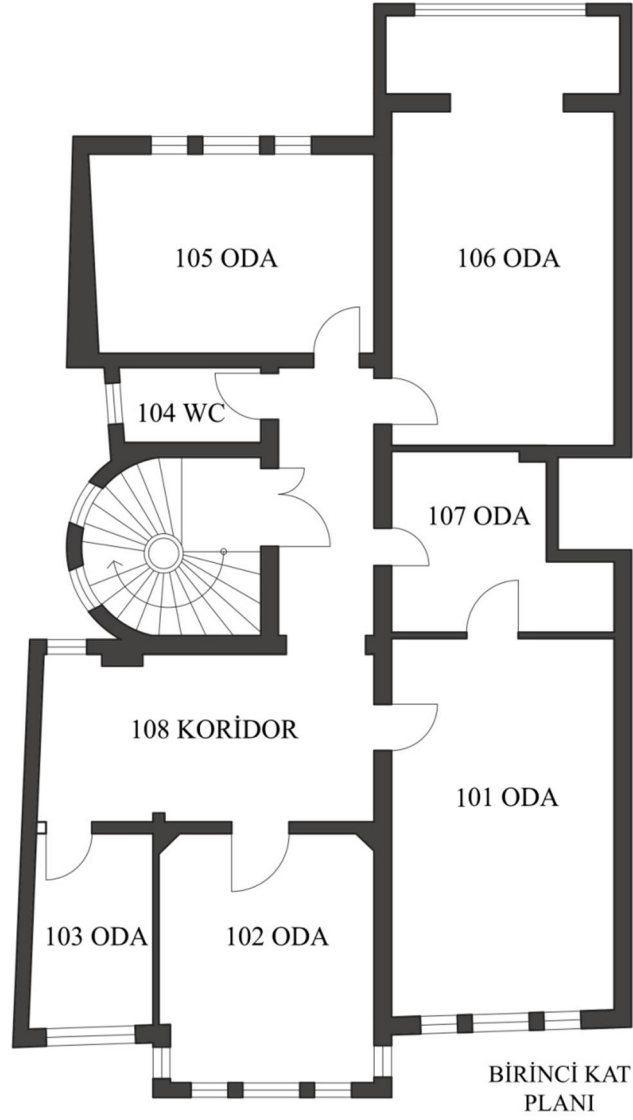 105 ODA
106 ODA
104 WC
107 ODA
108 KORİDOR
101 ODA
103 ODA
102 ODA
BİRİNCİ KAT
PLANI